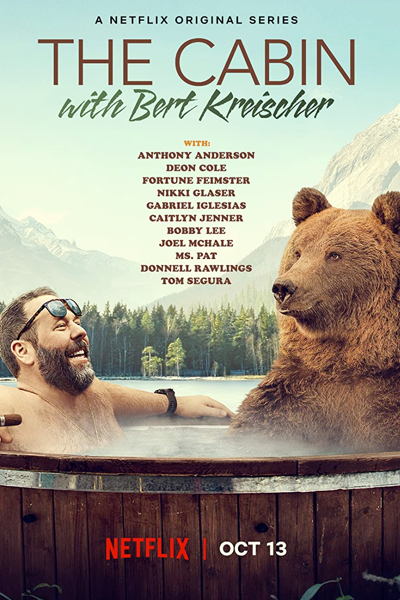 A NETFLIX ORIGINAL SERIES
THE CABIN
with Bert Kreischer
WITH:
ANTHONY ANDERSON
DEON COLE
FORTUNE FEIMSTER
NIKKI GLASER
GABRIEL IGLESIAS
CAITLYN JENNER
BOBBY LEE
JOEL MCHALE
MS. PAT
DONNELL RAWLINGS
TOM SEGURA
NETFLIX | OCT 13